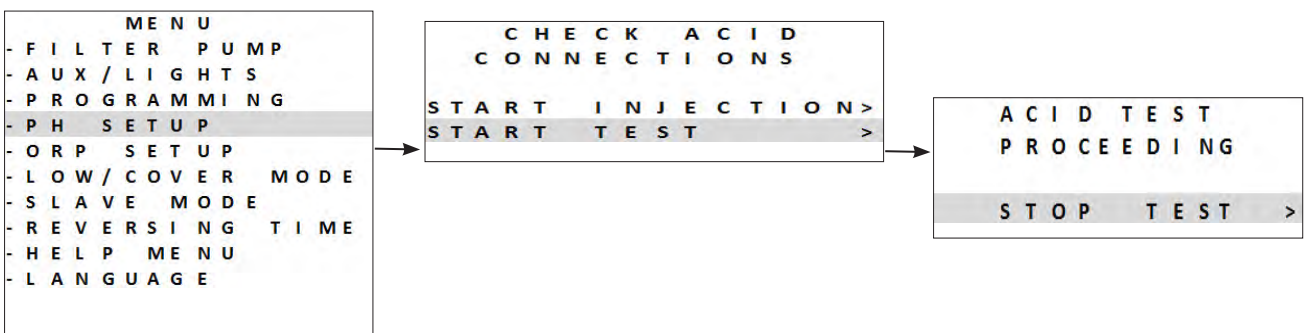 MENU
-FILTER PUMP
-AUX/LIGHTS
-PROGRAMMING
-PH SETUP
-ORP SETUP
-LOW/COVER MODE
-SLAVE MODE
-REVERSING TIME
-HELP MENU
-LANGUAGE
CHECK ACID
CONNECTIONS
START INJECTION>
START TEST >
ACID TEST
PROCEEDING
STOP TEST >